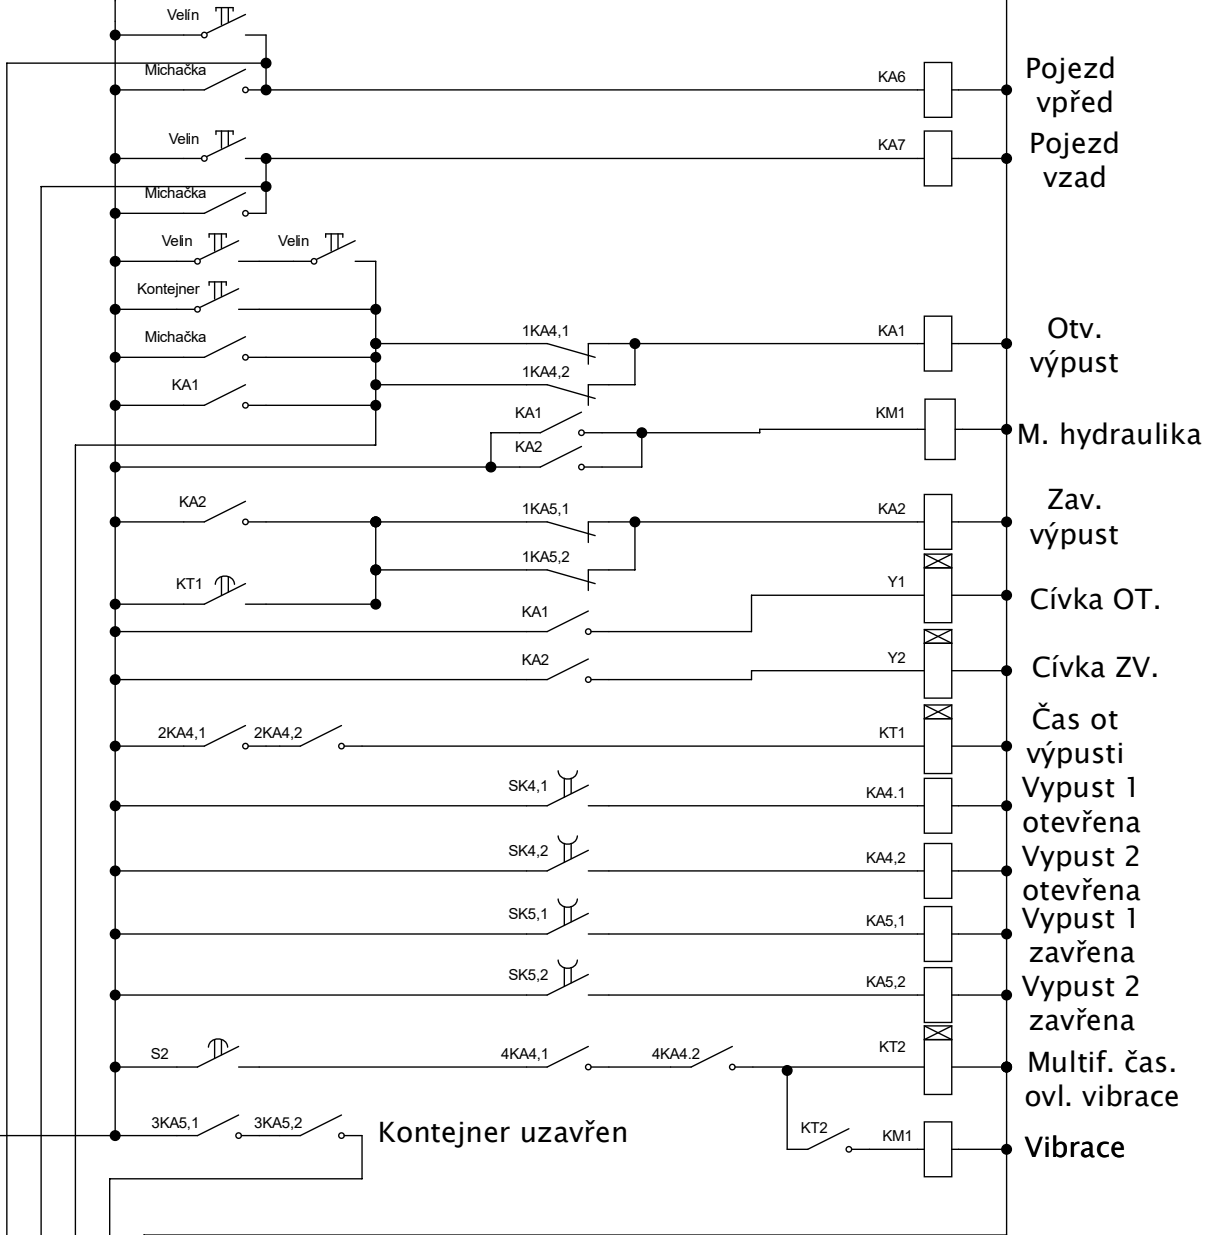 Velín
Michačka
KA6
Pojezd
vpřed
Velin
KA7
Pojezd
vzad
Michačka
Velin
Velin
Kontejner
Michačka
1KA4,1
KA1
Otv.
výpust
1KA4,2
KA1
KA1
KM1
M. hydraulika
KA2
KA2
1KA5,1
KA2
Zav.
výpust
1KA5,2
KT1
Y1
Cívka OT.
KA1
KA2
Y2
Cívka ZV.
2KA4,1
2KA4,2
KT1
Čas ot
výpusti
SK4,1
KA4.1
Vypust 1
otevřena
SK4,2
KA4,2
Vypust 2
otevřena
SK5,1
KA5,1
Vypust 1
zavřena
SK5,2
KA5,2
Vypust 2
zavřena
S2
4KA4,1
4KA4.2
KT2
Multif. čas.
ovl. vibrace
3KA5,1
3KA5,2
Kontejner uzavřen
KT2
KM1
Vibrace